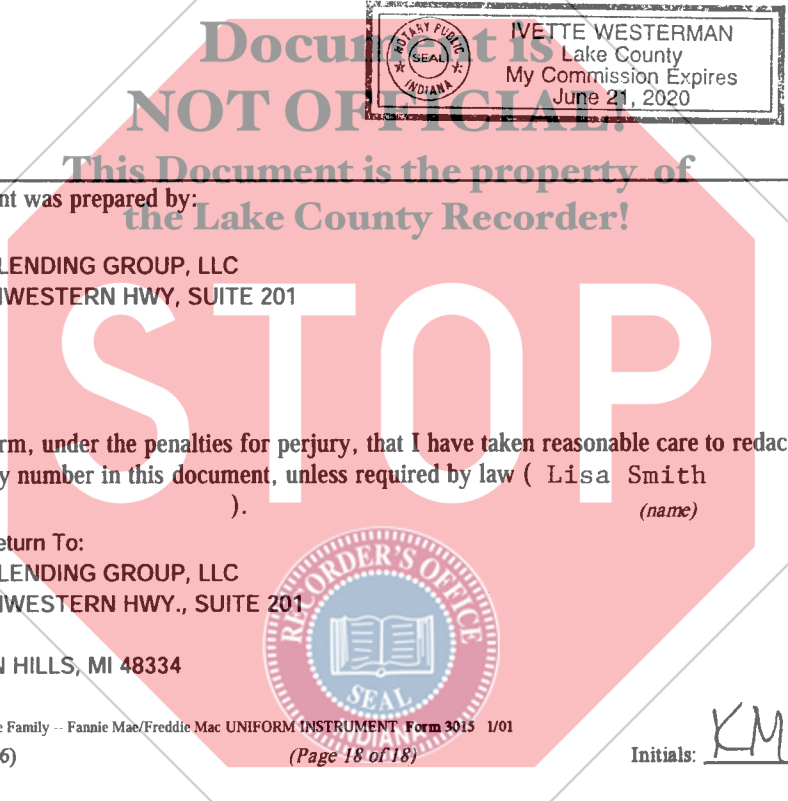 Document is
NOT OFFICIAL!
This Document is the property of
the Lake County Recorder!
NOTARY PUBLIC
SEAL
INDIANA
IVETTE WESTERMAN
Lake County
My Commission Expires
June 21, 2020
nt was prepared by:
LENDING GROUP, LLC
WESTERN HWY, SUITE 201
STOP
rm, under the penalties for perjury, that I have taken reasonable care to redac
y number in this document, unless required by law ( Lisa Smith
).
(name)
eturn To:
LENDING GROUP, LLC
WESTERN HWY., SUITE 201
N HILLS, MI 48334
RECORDER'S OFFICE
SEAL
INDIANA
e Family -- Fannie Mae/Freddie Mac UNIFORM INSTRUMENT Form 3015 1/01
6)
(Page 18 of 18)
Initials: KM